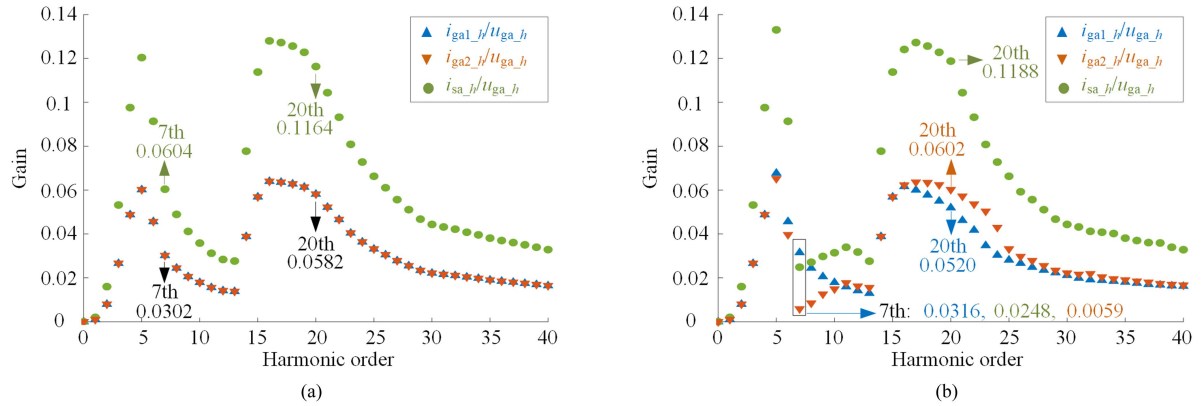 0.14
0.12
0.1
0.08
0.06
0.04
0.02
0
Gain
0 5 10 15 20 25 30 35 40
Harmonic order
i_ga1_h/u_ga_h
i_ga2_h/u_ga_h
i_sa_h/u_ga_h
7th
0.0604
20th
0.1164
7th
0.0302
20th
0.0582
(a)
0.14
0.12
0.1
0.08
0.06
0.04
0.02
0
Gain
0 5 10 15 20 25 30 35 40
Harmonic order
i_ga1_h/u_ga_h
i_ga2_h/u_ga_h
i_sa_h/u_ga_h
20th
0.1188
20th
0.0602
20th
0.0520
7th: 0.0316, 0.0248, 0.0059
(b)